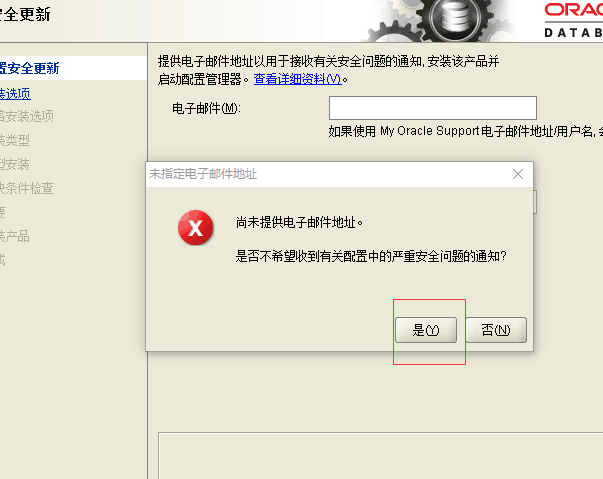 安全更新
ORAC
DATAB
置安全更新
装选项
各安装选项
装类型
型安装
决条件检查
要
装产品
成
提供电子邮件地址以用于接收有关安全问题的通知, 安装该产品并
启动配置管理器。查看详细资料(V)。
电子邮件(M):
如果使用 My Oracle Support 电子邮件地址/用户名, 会
未指定电子邮件地址
尚未提供电子邮件地址。
是否不希望收到有关配置中的严重安全问题的通知?
是(Y) 否(N)